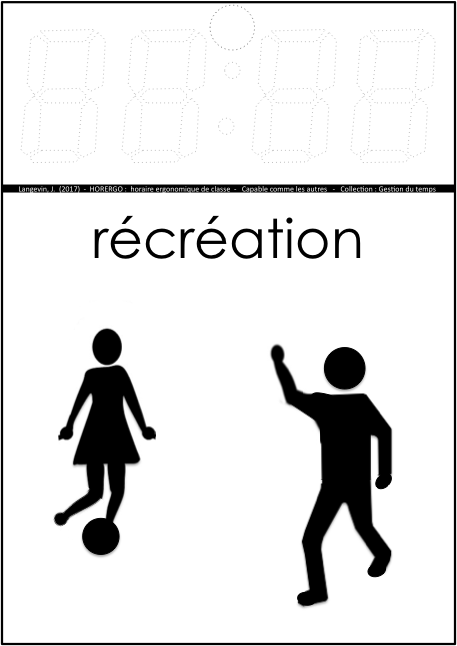 Langevin, J. (2017) - HORERGO : horaire ergonomique de classe - Capable comme les autres - Collection : Gestion du temps
récréation